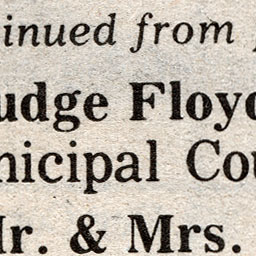 inued from
udge Floyd
nicipal Cou
Ir. & Mrs.